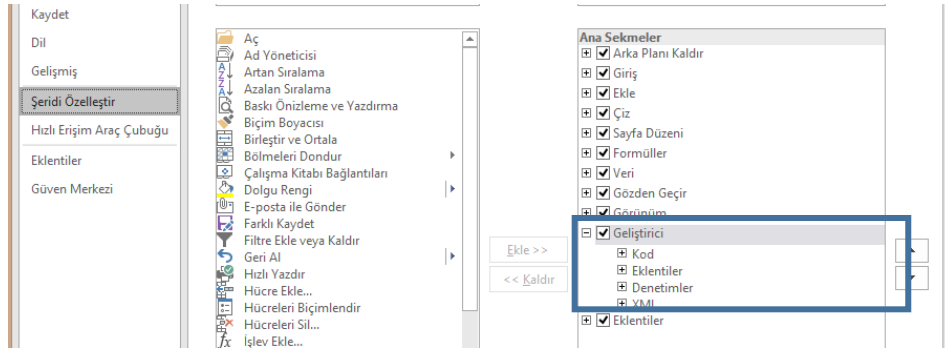 Kaydet
Dil
Gelişmiş
Şeridi Özelleştir
Hızlı Erişim Araç Çubuğu
Eklentiler
Güven Merkezi
Aç
Ad Yöneticisi
Artan Sıralama
Azalan Sıralama
Baskı Önizleme ve Yazdırma
Biçim Boyacısı
Birleştir ve Ortala
Bölmeleri Dondur
Çalışma Kitabı Bağlantıları
Dolgu Rengi
E-posta ile Gönder
Farklı Kaydet
Filtre Ekle veya Kaldır
Geri Al
Hızlı Yazdır
Hücre Ekle...
Hücreleri Biçimlendir
Hücreleri Sil...
İşlev Ekle...
Ekle >>
<< Kaldır
Ana Sekmeler
Arka Planı Kaldır
Giriş
Ekle
Çiz
Sayfa Düzeni
Formüller
Veri
Gözden Geçir
Görünüm
Geliştirici
Kod
Eklentiler
Denetimler
XML
Eklentiler